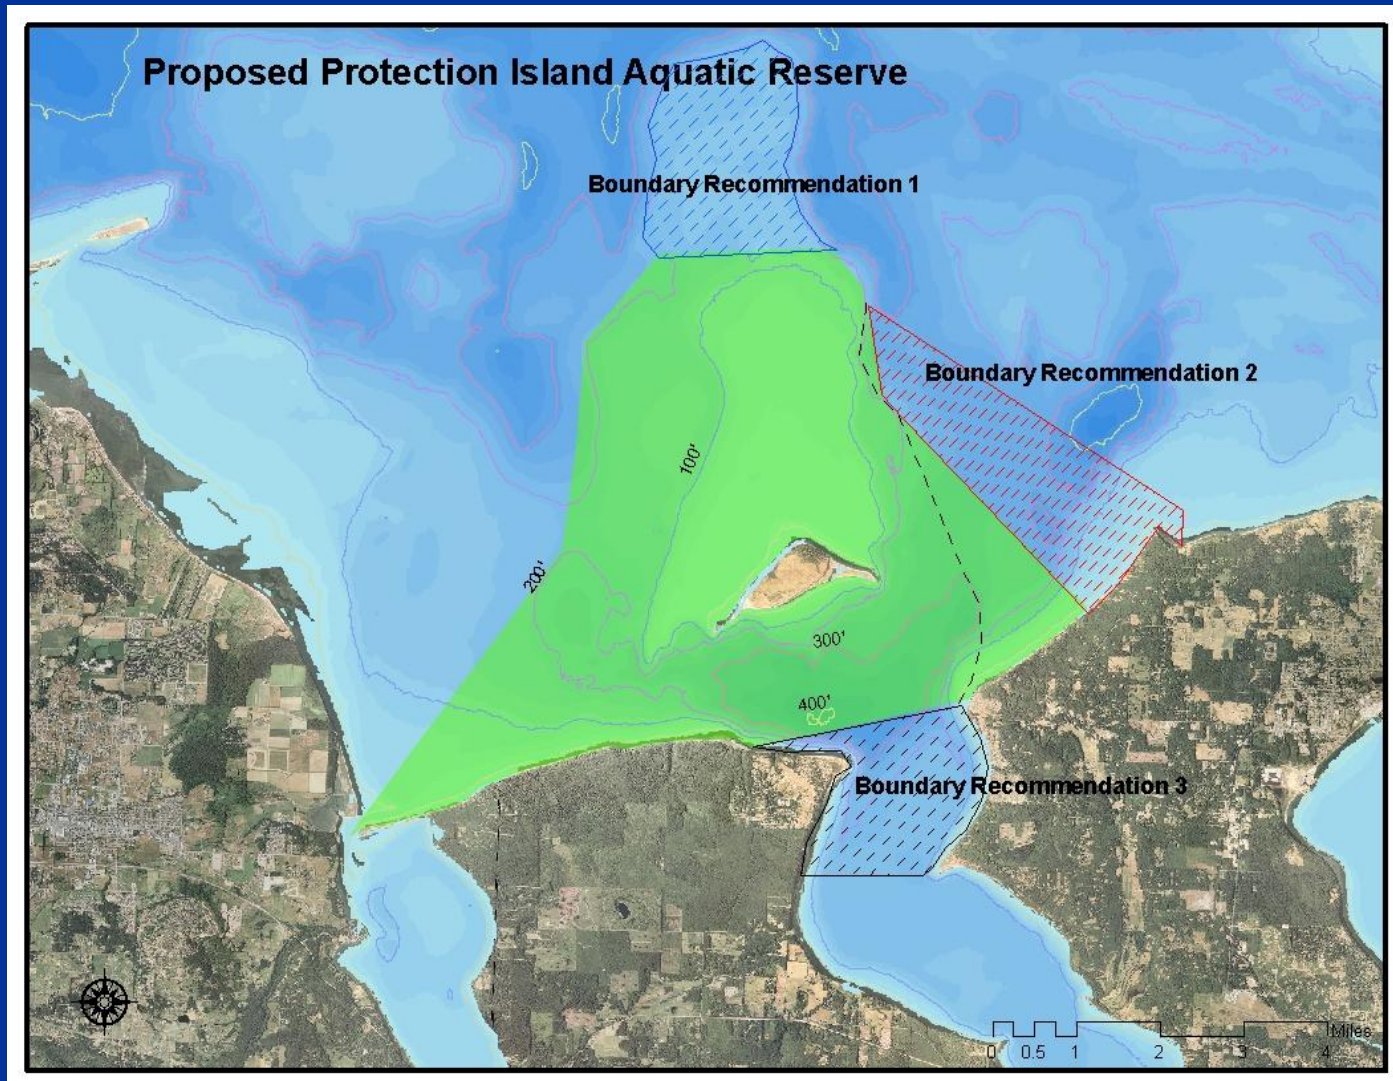 Proposed Protection Island Aquatic Reserve
Boundary Recommendation 1
Boundary Recommendation 2
100'
200'
300'
400'
Boundary Recommendation 3
Miles
0 0.5 1 2 3 4